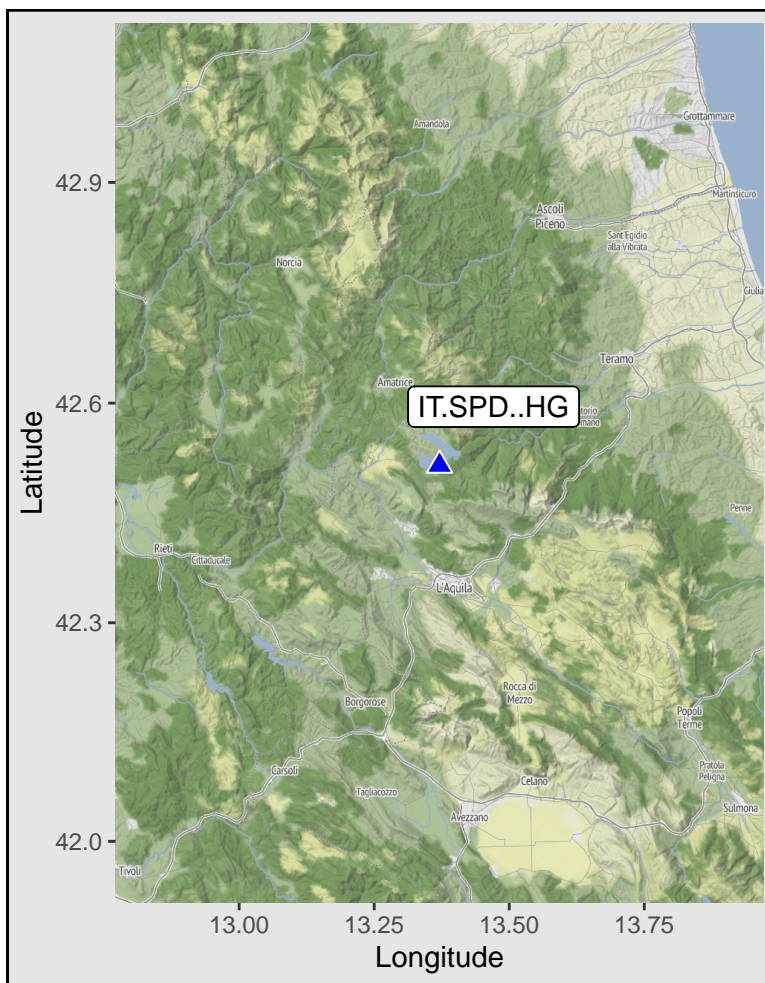 Grottammare
Amandola
42.9
Martinsicuro
Ascoli
Piceno
Sant'Egidio
alla Vibrata
Norcia
Giulia
Teramo
Amatrice
42.6
IT.SPD..HG
Latitude
Penne
Rieti
Cittaducale
L'Aquila
42.3
Rocca di
Mezzo
Borgorose
Popoli
Terme
Carsoli
Pratola
Peligna
Celano
Tagliacozzo
Sulmona
Avezzano
42.0
Tivoli
13.00 13.25 13.50 13.75
Longitude